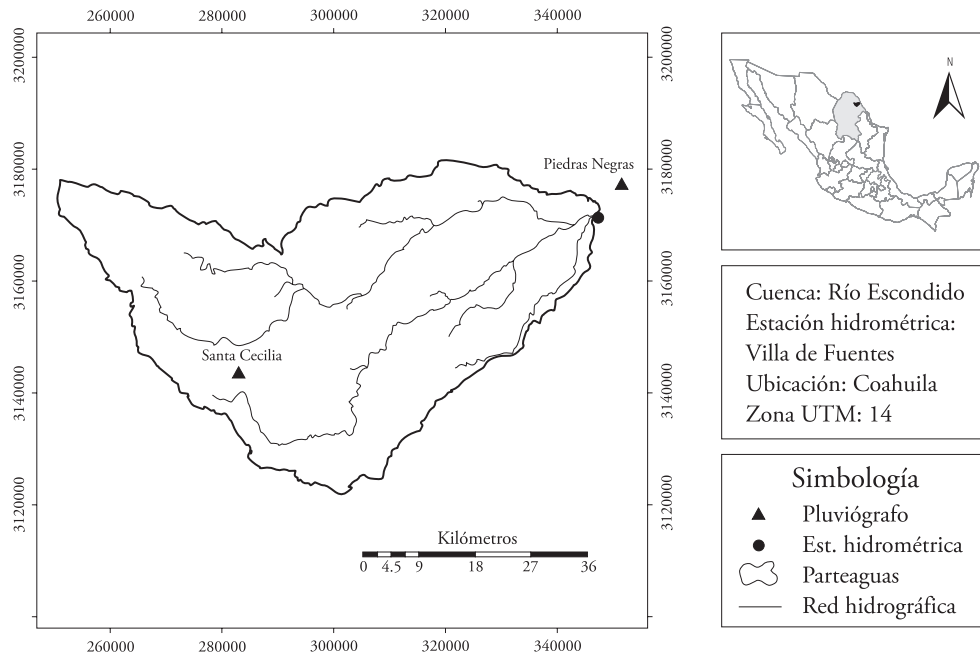 260000 280000 300000 320000 340000
3200000 3200000
N
Piedras Negras
3180000 3180000
3160000 3160000
Santa Cecilia
3140000 3140000
3120000 3120000
Kilómetros
0 4.5 9 18 27 36
260000 280000 300000 320000 340000
Cuenca: Río Escondido
Estación hidrométrica:
Villa de Fuentes
Ubicación: Coahuila
Zona UTM: 14
Simbología
Pluviógrafo
Est. hidrométrica
Parteaguas
Red hidrográfica